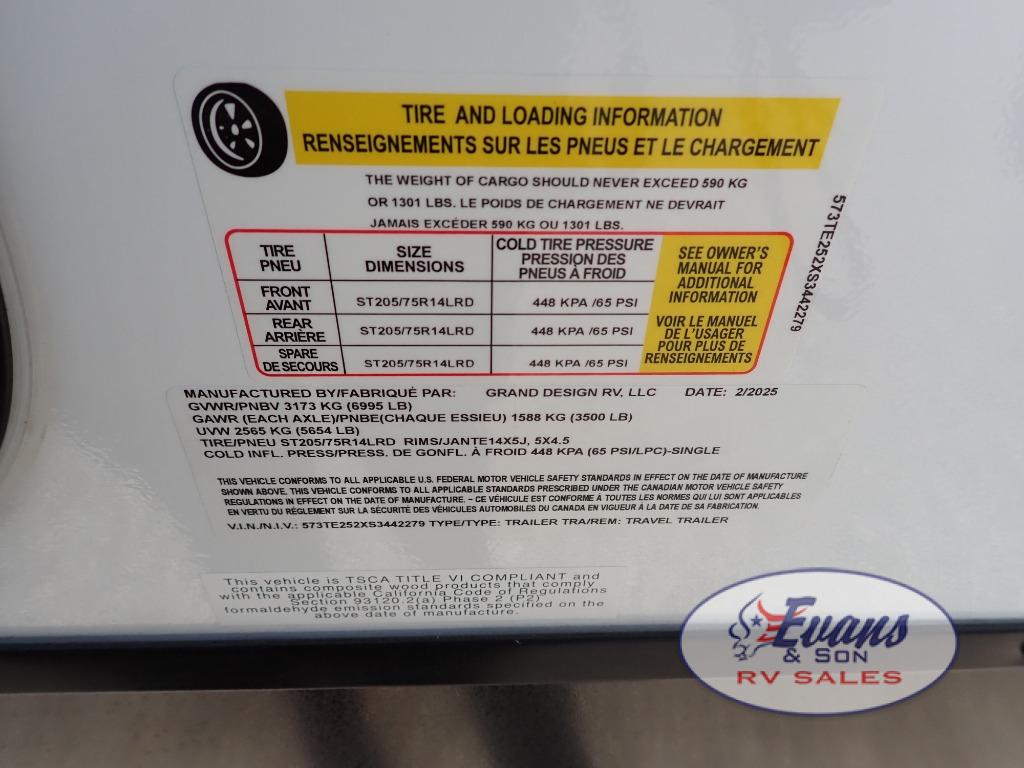 TIRE AND LOADING INFORMATION
RENSEIGNEMENTS SUR LES PNEUS ET LE CHARGEMENT
THE WEIGHT OF CARGO SHOULD NEVER EXCEED 590 KG
OR 1301 LBS. LE POIDS DE CHARGEMENT NE DEVRAIT
JAMAIS EXCÉDER 590 KG OU 1301 LBS.
TIRE
PNEU
SIZE
DIMENSIONS
COLD TIRE PRESSURE
PRESSION DES
PNEUS À FROID
FRONT
AVANT
ST205/75R14LRD
448 KPA /65 PSI
REAR
ARRIÈRE
ST205/75R14LRD
448 KPA /65 PSI
SPARE
DE SECOURS
ST205/75R14LRD
448 KPA /65 PSI
SEE OWNER'S
MANUAL FOR
ADDITIONAL
INFORMATION
VOIR LE MANUEL
DE L'USAGER
POUR PLUS DE
RENSEIGNEMENTS
573TE252XS3442279
MANUFACTURED BY/FABRIQUÉ PAR: GRAND DESIGN RV, LLC DATE: 2/2025
GVWR/PNBV 3173 KG (6995 LB)
GAWR (EACH AXLE)/PNBE(CHAQUE ESSIEU) 1588 KG (3500 LB)
UVW 2565 KG (5654 LB)
TIRE/PNEU ST205/75R14LRD RIMS/JANTE14X5J, 5X4.5
COLD INFL. PRESS/PRESS. DE GONFL. À FROID 448 KPA (65 PSI/LPC)-SINGLE
THIS VEHICLE CONFORMS TO ALL APPLICABLE U.S. FEDERAL MOTOR VEHICLE SAFETY STANDARDS IN EFFECT ON THE DATE OF MANUFACTURE
SHOWN ABOVE. THIS VEHICLE CONFORMS TO ALL APPLICABLE STANDARDS PRESCRIBED UNDER THE CANADIAN MOTOR VEHICLE SAFETY
REGULATIONS IN EFFECT ON THE DATE OF MANUFACTURE. – CE VÉHICULE EST CONFORME À TOUTES LES NORMES QUI LUI SONT APPLICABLES
EN VERTU DU RÈGLEMENT SUR LA SÉCURITÉ DES VÉHICULES AUTOMOBILES DU CANADA EN VIGUEUR À LA DATE DE SA FABRICATION.
V.I.N./N.I.V.: 573TE252XS3442279 TYPE/TYPE: TRAILER TRA/REM: TRAVEL TRAILER
This vehicle is TSCA TITLE VI COMPLIANT and
contains composite wood products that comply
with the applicable California Code of Regulations
Section 93120.2(a) Phase 2 (P2)
formaldehyde emission standards specified on the
above date of manufacture.
Evans
& SON
RV SALES